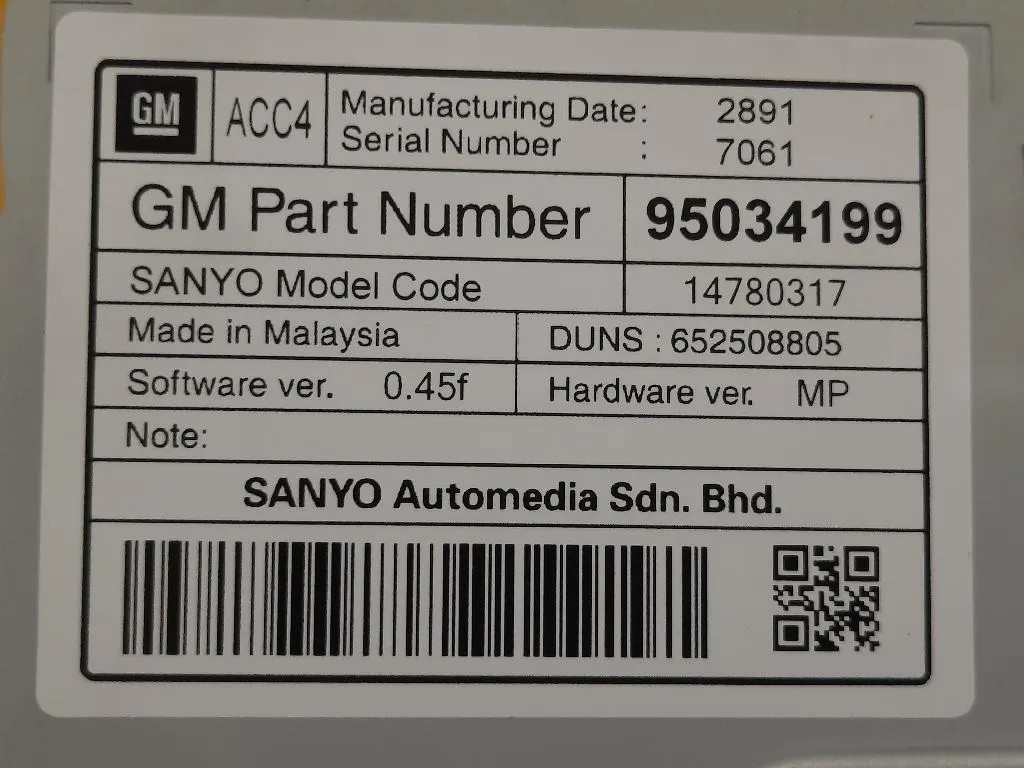 GM
ACC4
Manufacturing Date: 2891
Serial Number : 7061
GM Part Number 95034199
SANYO Model Code 14780317
Made in Malaysia DUNS : 652508805
Software ver. 0.45f Hardware ver. MP
Note:
SANYO Automedia Sdn. Bhd.